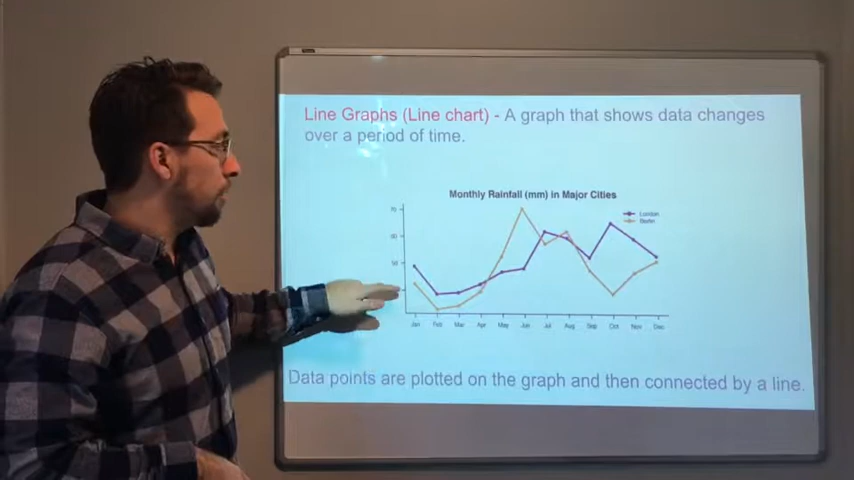 Line Graphs (Line chart) - A graph that shows data changes
over a period of time.
Monthly Rainfall (mm) in Major Cities
London
Berlin
70
60
50
Jan Feb Mar Apr May Jun Jul Aug Sep Oct Nov Dec
Data points are plotted on the graph and then connected by a line.